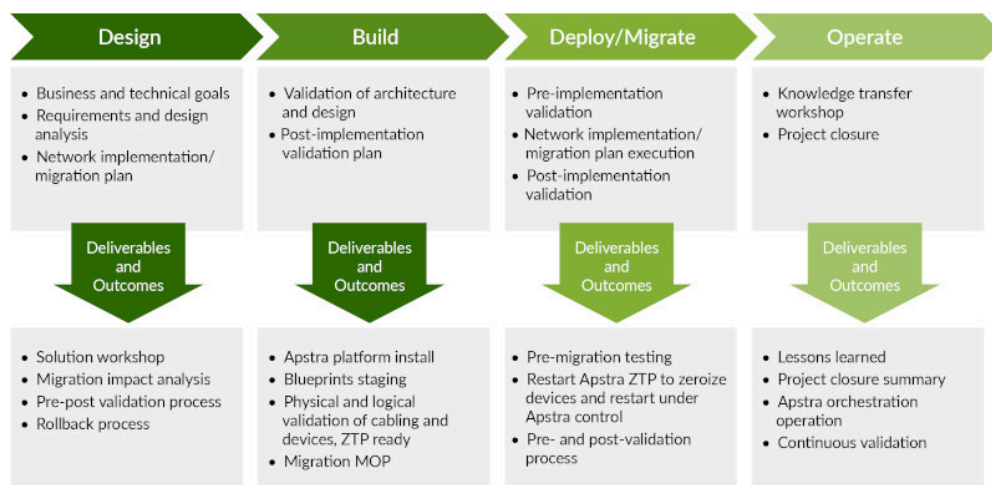 Design
Build
Deploy/Migrate
Operate
• Business and technical goals
• Requirements and design
analysis
• Network implementation/
migration plan
• Validation of architecture
and design
• Post-implementation
validation plan
• Pre-implementation
validation
• Network implementation/
migration plan execution
• Post-implementation
validation
• Knowledge transfer
workshop
• Project closure
Deliverables
and
Outcomes
Deliverables
and
Outcomes
Deliverables
and
Outcomes
Deliverables
and
Outcomes
• Solution workshop
• Migration impact analysis
• Pre-post validation process
• Rollback process
• Apstra platform install
• Blueprints staging
• Physical and logical
validation of cabling and
devices, ZTP ready
• Migration MOP
• Pre-migration testing
• Restart Apstra ZTP to zeroize
devices and restart under
Apstra control
• Pre- and post-validation
process
• Lessons learned
• Project closure summary
• Apstra orchestration
operation
• Continuous validation